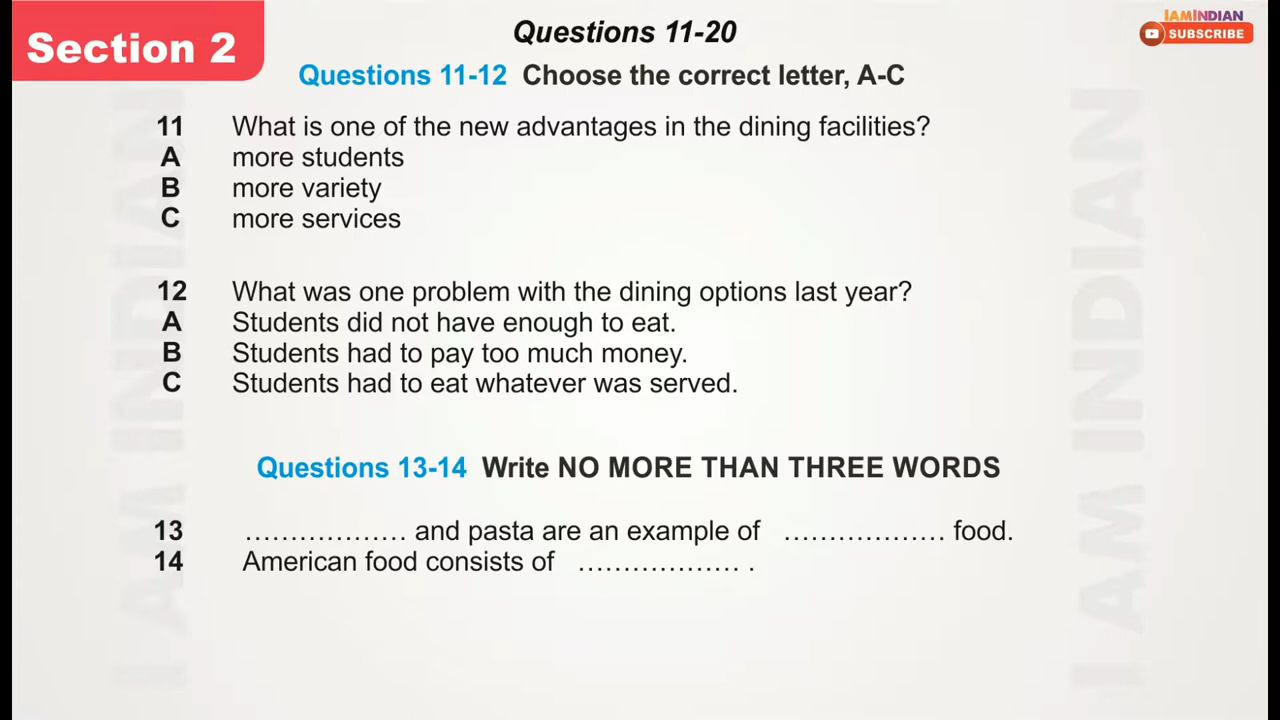 Section 2
Questions 11-20
IAMINDIAN
SUBSCRIBE
Questions 11-12 Choose the correct letter, A-C
11 What is one of the new advantages in the dining facilities?
A more students
B more variety
C more services
12 What was one problem with the dining options last year?
A Students did not have enough to eat.
B Students had to pay too much money.
C Students had to eat whatever was served.
Questions 13-14 Write NO MORE THAN THREE WORDS
13 .................. and pasta are an example of .................. food.
14 American food consists of .................. .
I AM INDIAN
I AM INDIAN